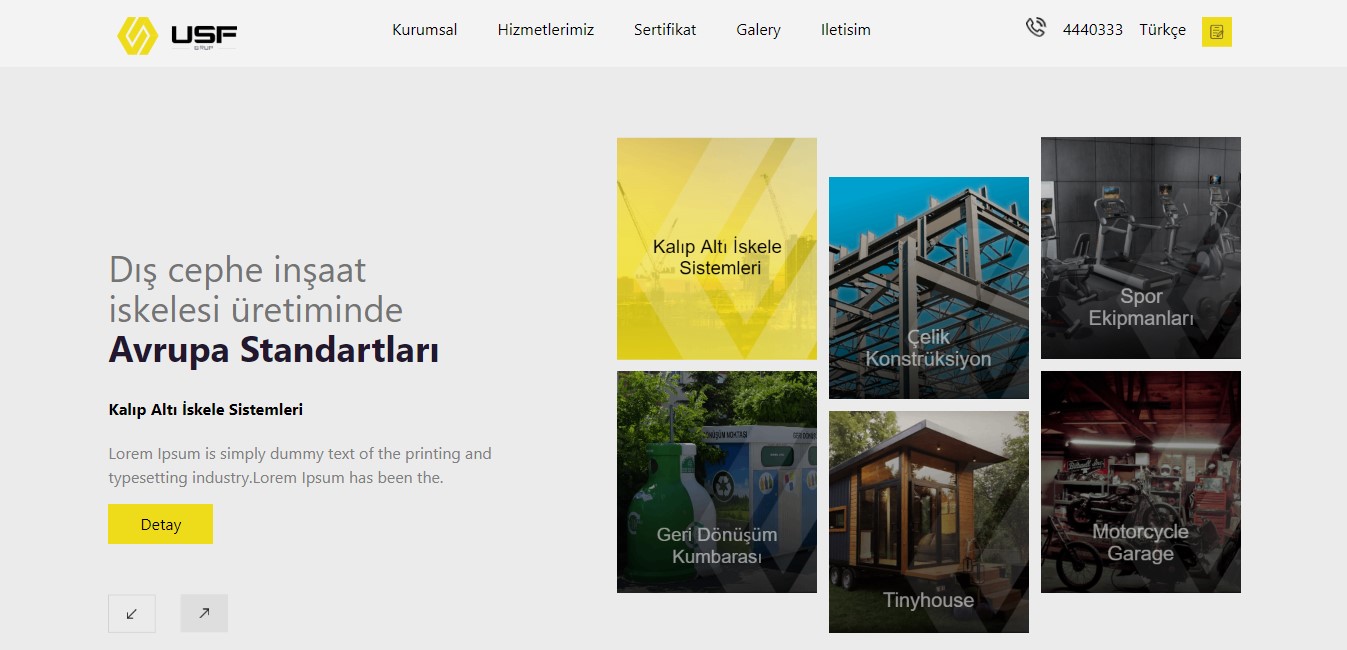 USF
GRUP
Kurumsal
Hizmetlerimiz
Sertifikat
Galery
Iletisim
4440333
Türkçe
Dış cephe inşaat
iskelesi üretiminde
Avrupa Standartları
Kalıp Altı İskele Sistemleri
Lorem Ipsum is simply dummy text of the printing and
typesetting industry.Lorem Ipsum has been the.
Detay
Kalıp Altı İskele
Sistemleri
Çelik
Konstrüksiyon
Spor
Ekipmanları
Geri Dönüşüm
Kumbarası
Tinyhouse
Motorcycle
Garage